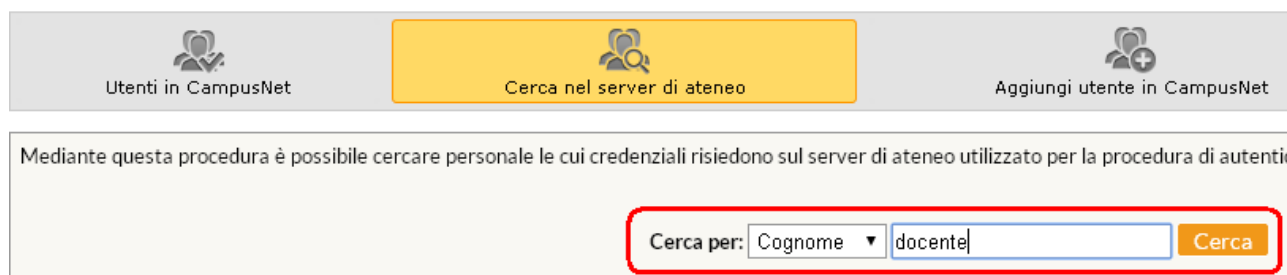 Utenti in CampusNet
Cerca nel server di ateneo
Aggiungi utente in CampusNet
Mediante questa procedura è possibile cercare personale le cui credenziali risiedono sul server di ateneo utilizzato per la procedura di autenti
Cerca per: Cognome docente Cerca